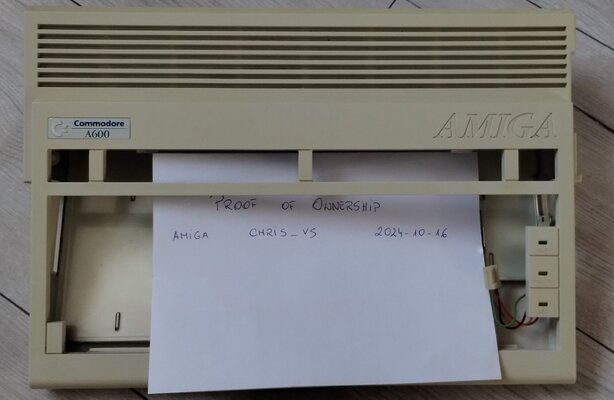 Commodore
A600
AMIGA
PROOF OF OWNERSHIP
AMIGA CHRIS_VS 2024-10-16